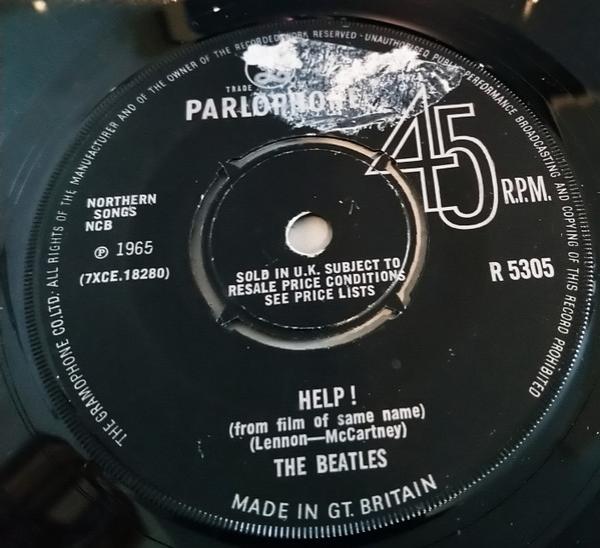 THE GRAMOPHONE CO.LTD. ALL RIGHTS OF THE MANUFACTURER AND OF THE OWNER OF THE RECORDED WORK RESERVED · UNAUTHORISED PUBLIC PERFORMANCE BROADCASTING AND COPYING OF THIS RECORD PROHIBITED
TRADE
PARLOPHONE
45
R.P.M.
NORTHERN
SONGS
NCB
℗ 1965
(7XCE.18280)
R 5305
SOLD IN U.K. SUBJECT TO
RESALE PRICE CONDITIONS
SEE PRICE LISTS
HELP !
(from film of same name)
(Lennon—McCartney)
THE BEATLES
MADE IN GT. BRITAIN